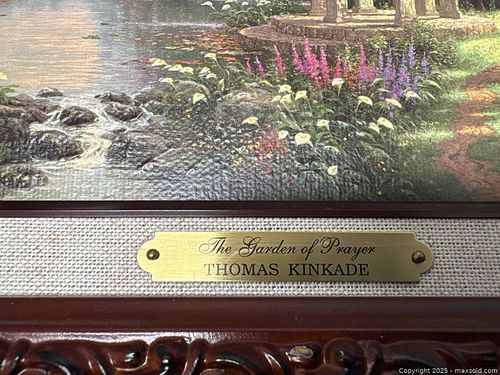 The Garden of Prayer
THOMAS KINKADE
Copyright 2025 - maxsold.com